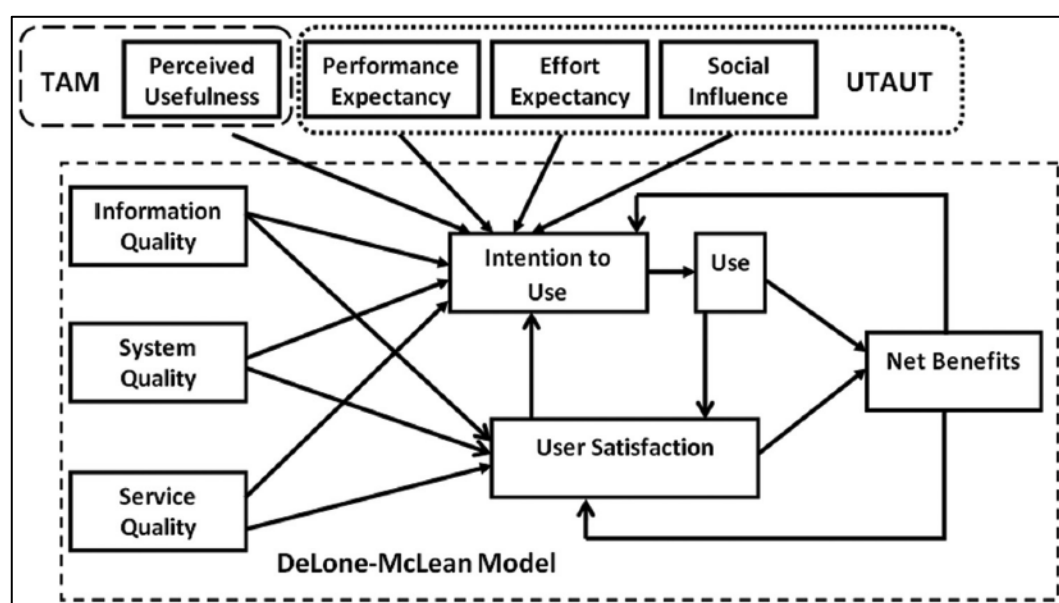 TAM
Perceived
Usefulness
Performance
Expectancy
Effort
Expectancy
Social
Influence
UTAUT
Information
Quality
Intention to
Use
Use
System
Quality
Net Benefits
User Satisfaction
Service
Quality
DeLone-McLean Model